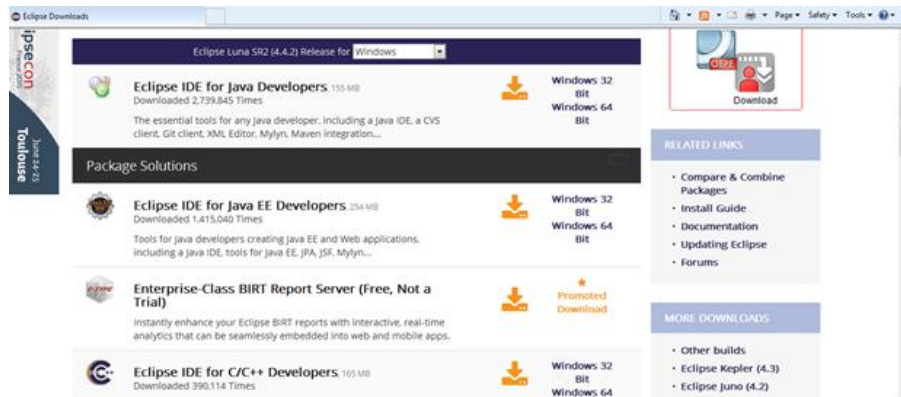 Eclipse Downloads
Page
Safety
Tools
ipsecon
France 2015
June 24-25
Toulouse
Eclipse Luna SR2 (4.4.2) Release for Windows
Eclipse IDE for Java Developers, 155 MB
Downloaded 2,739,845 Times
The essential tools for any Java developer, including a Java IDE, a CVS
client, Git client, XML Editor, Mylyn, Maven integration...
Windows 32
Bit
Windows 64
Bit
Package Solutions
Eclipse IDE for Java EE Developers, 254 MB
Downloaded 1,415,040 Times
Tools for Java developers creating Java EE and Web applications,
including a Java IDE, tools for Java EE, JPA, JSF, Mylyn...
Windows 32
Bit
Windows 64
Bit
Enterprise-Class BIRT Report Server (Free, Not a
Trial)
Instantly enhance your Eclipse BIRT reports with interactive, real-time
analytics that can be seamlessly embedded into web and mobile apps.
Promoted
Download
Eclipse IDE for C/C++ Developers, 165 MB
Downloaded 390,114 Times
Windows 32
Bit
Windows 64
Download
RELATED LINKS
Compare & Combine
Packages
Install Guide
Documentation
Updating Eclipse
Forums
MORE DOWNLOADS
Other builds
Eclipse Kepler (4.3)
Eclipse Juno (4.2)